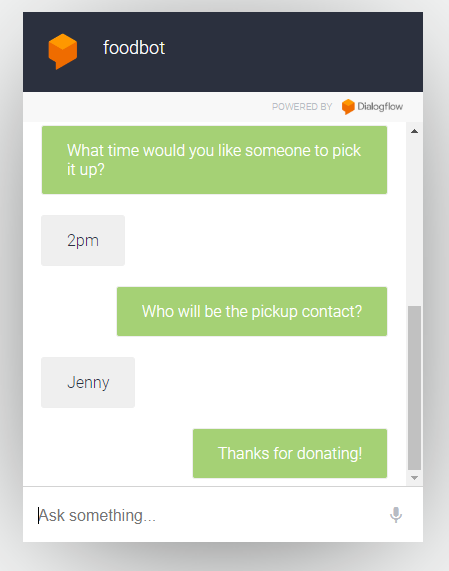 foodbot
POWERED BY Dialogflow
What time would you like someone to pick
it up?
2pm
Who will be the pickup contact?
Jenny
Thanks for donating!
Ask something...